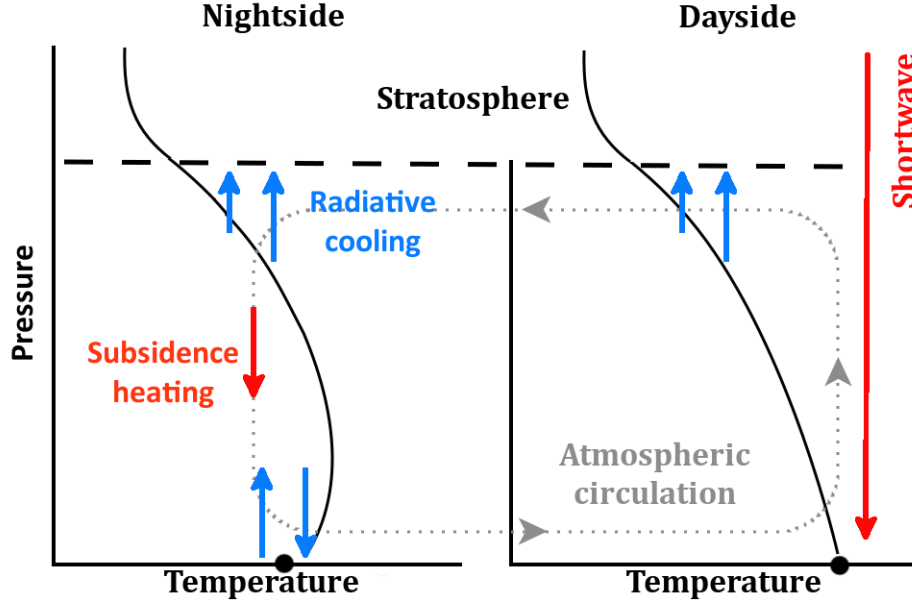 Nightside
Dayside
Stratosphere
Shortwave
Radiative
cooling
Pressure
Subsidence
heating
Atmospheric
circulation
Temperature
Temperature